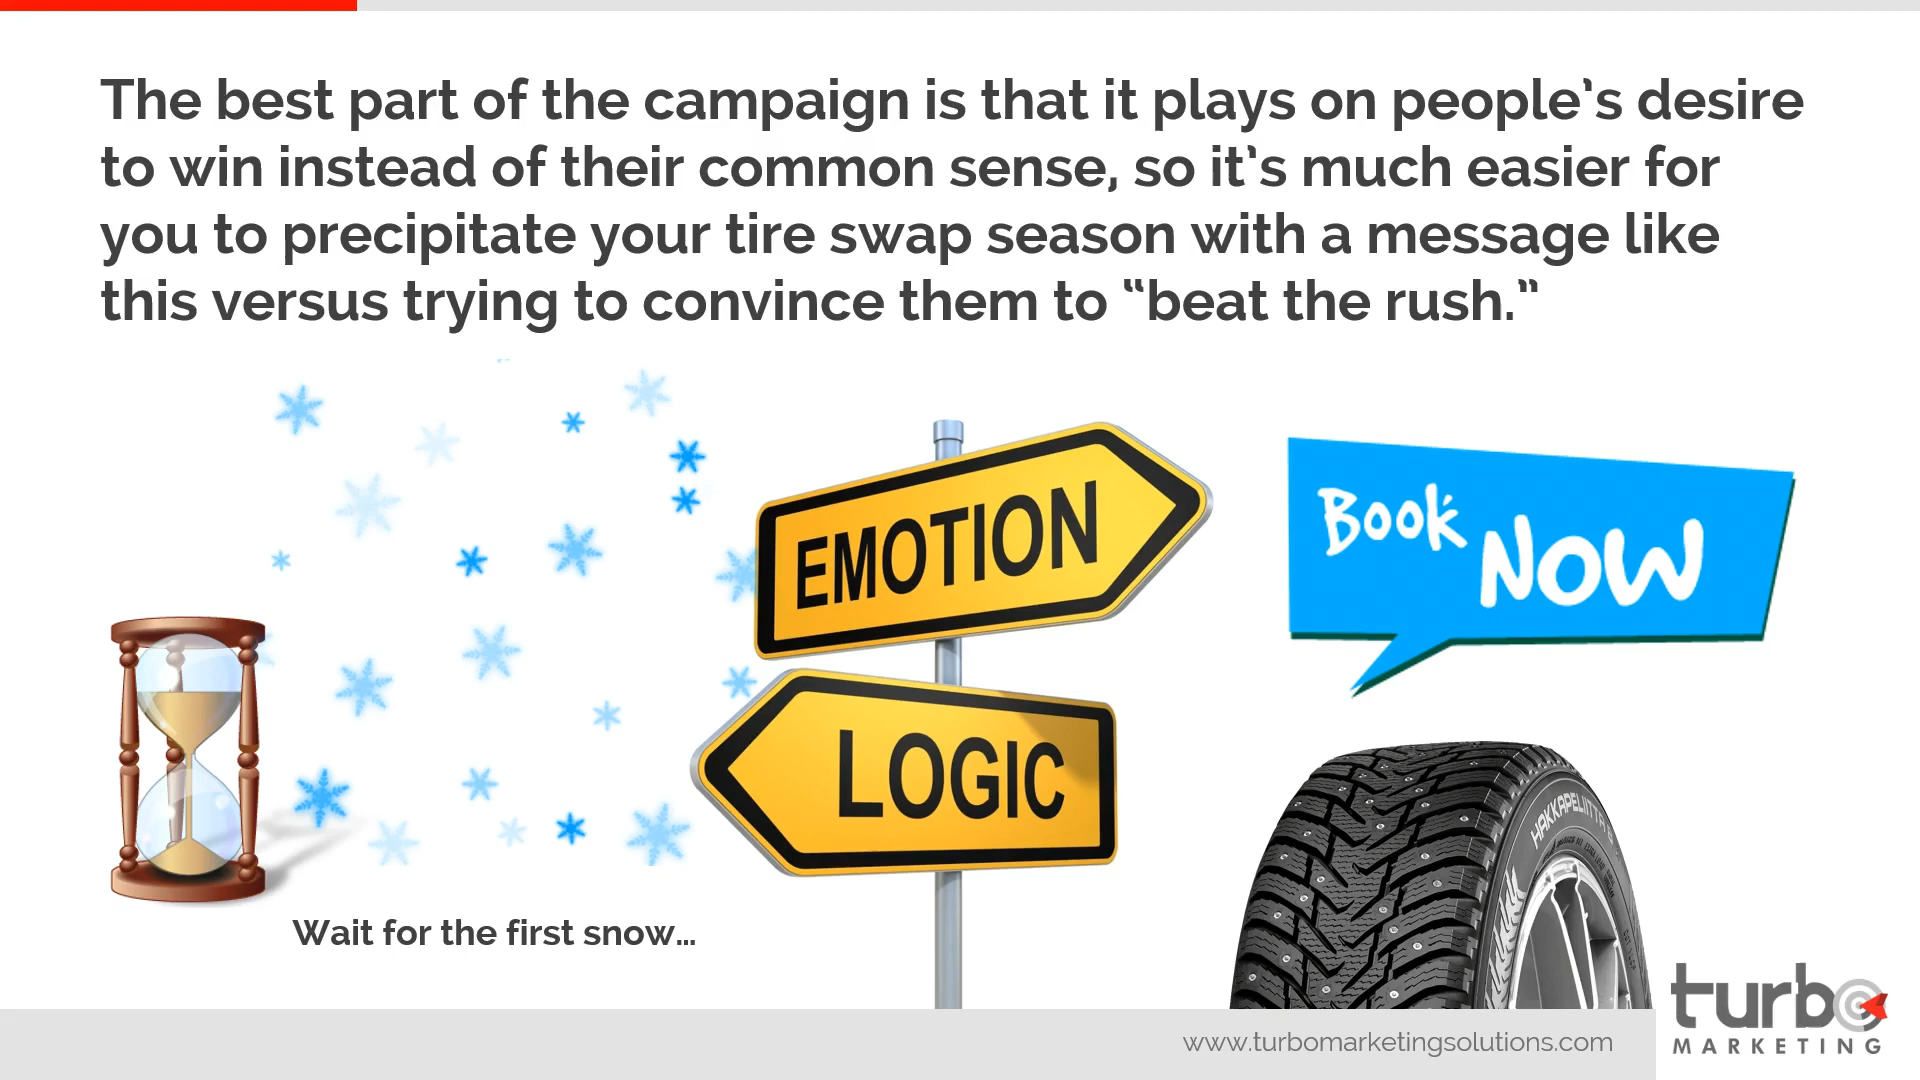 The best part of the campaign is that it plays on people’s desire
to win instead of their common sense, so it’s much easier for
you to precipitate your tire swap season with a message like
this versus trying to convince them to “beat the rush.”
EMOTION
LOGIC
Book
NOW
HAKKAPELIITTA
Wait for the first snow…
www.turbomarketingsolutions.com
turbo
MARKETING